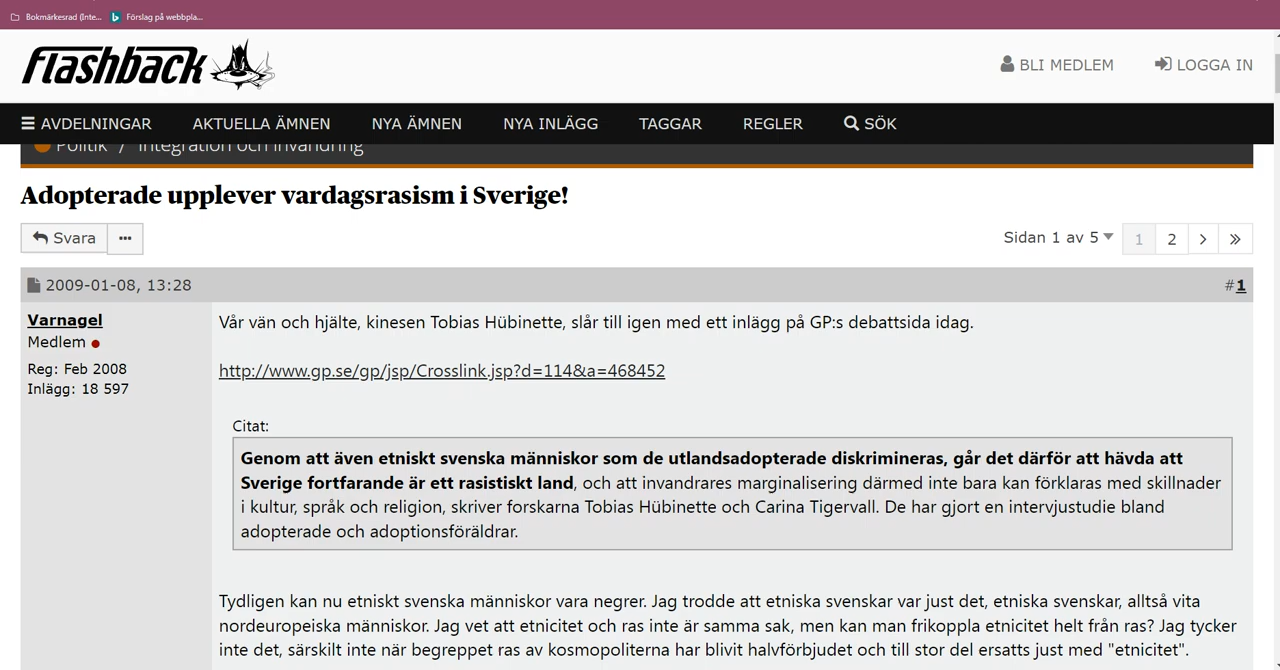 Bokmärkesrad (Inte...
Förslag på webbpla...
flashback
BLI MEDLEM
LOGGA IN
AVDELNINGAR
AKTUELLA ÄMNEN
NYA ÄMNEN
NYA INLÄGG
TAGGAR
REGLER
SÖK
Politik / Integration och invandring
Adopterade upplever vardagsrasism i Sverige!
Svara
Sidan 1 av 5
1
2
2009-01-08, 13:28
#1
Varnagel
Medlem
Reg: Feb 2008
Inlägg: 18 597
Vår vän och hjälte, kinesen Tobias Hübinette, slår till igen med ett inlägg på GP:s debattsida idag.
http://www.gp.se/gp/jsp/Crosslink.jsp?d=114&a=468452
Citat:
Genom att även etniskt svenska människor som de utlandsadopterade diskrimineras, går det därför att hävda att
Sverige fortfarande är ett rasistiskt land, och att invandrares marginalisering därmed inte bara kan förklaras med skillnader
i kultur, språk och religion, skriver forskarna Tobias Hübinette och Carina Tigervall. De har gjort en intervjustudie bland
adopterade och adoptionsföräldrar.
Tydligen kan nu etniskt svenska människor vara negrer. Jag trodde att etniska svenskar var just det, etniska svenskar, alltså vita
nordeuropeiska människor. Jag vet att etnicitet och ras inte är samma sak, men kan man frikoppla etnicitet helt från ras? Jag tycker
inte det, särskilt inte när begreppet ras av kosmopoliterna har blivit halvförbjudet och till stor del ersatts just med "etnicitet".